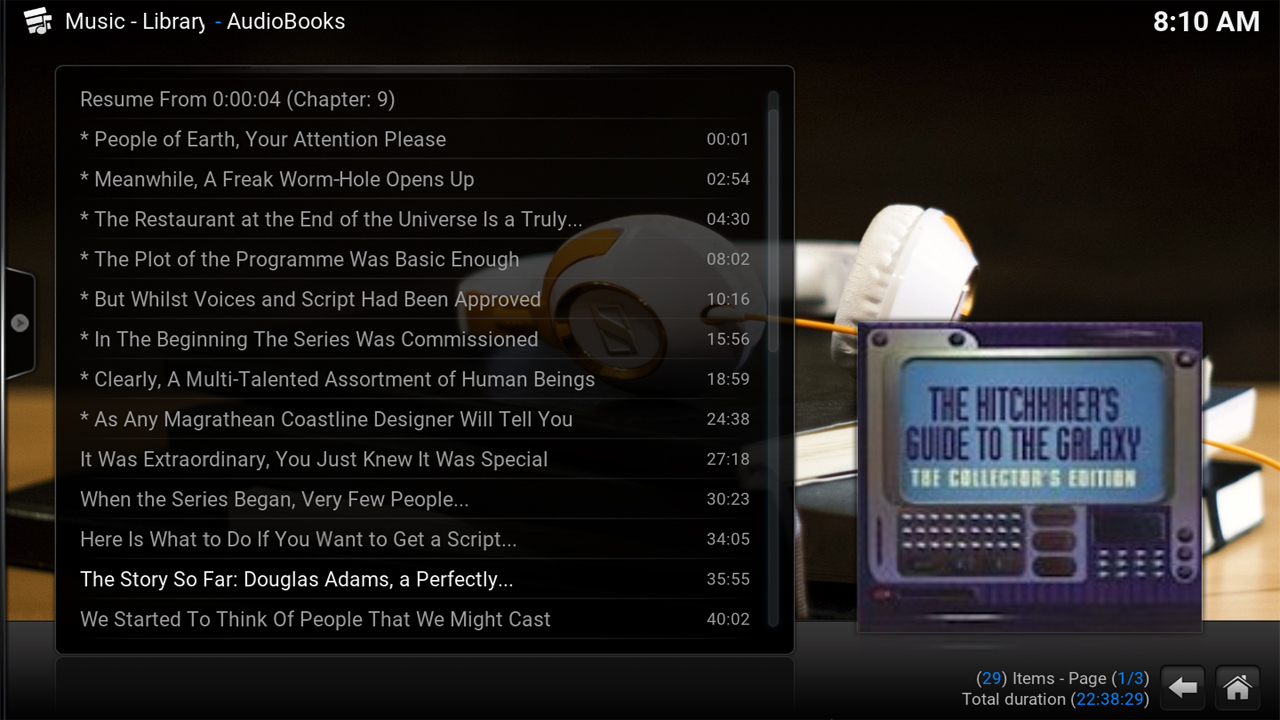 Music - Library - AudioBooks
8:10 AM
Resume From 0:00:04 (Chapter: 9)
* People of Earth, Your Attention Please 00:01
* Meanwhile, A Freak Worm-Hole Opens Up 02:54
* The Restaurant at the End of the Universe Is a Truly... 04:30
* The Plot of the Programme Was Basic Enough 08:02
* But Whilst Voices and Script Had Been Approved 10:16
* In The Beginning The Series Was Commissioned 15:56
* Clearly, A Multi-Talented Assortment of Human Beings 18:59
* As Any Magrathean Coastline Designer Will Tell You 24:38
It Was Extraordinary, You Just Knew It Was Special 27:18
When the Series Began, Very Few People... 30:23
Here Is What to Do If You Want to Get a Script... 34:05
The Story So Far: Douglas Adams, a Perfectly... 35:55
We Started To Think Of People That We Might Cast 40:02
THE HITCHHIKER'S
GUIDE TO THE GALAXY
THE COLLECTOR'S EDITION
(29) Items - Page (1/3)
Total duration (22:38:29)